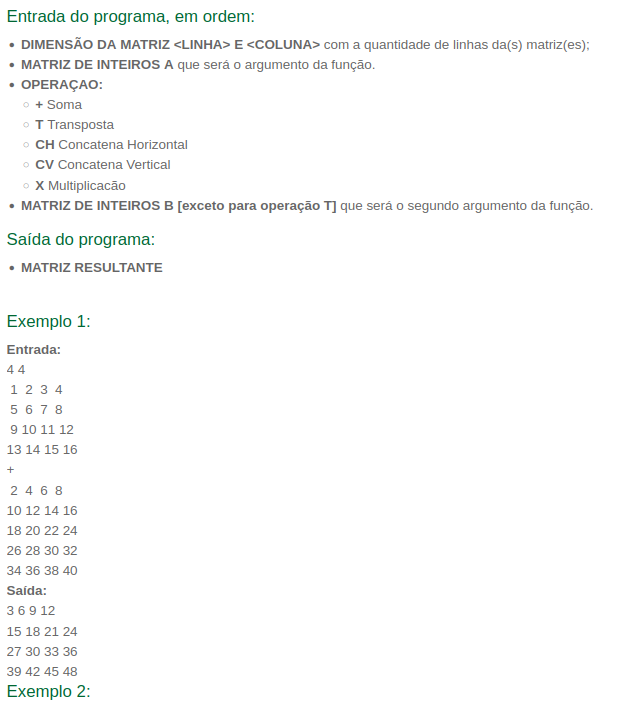 Entrada do programa, em ordem:
• DIMENSÃO DA MATRIZ <LINHA> E <COLUNA> com a quantidade de linhas da(s) matriz(es);
• MATRIZ DE INTEIROS A que será o argumento da função.
• OPERAÇAO:
○ + Soma
○ T Transposta
○ CH Concatena Horizontal
○ CV Concatena Vertical
○ X Multiplicacão
• MATRIZ DE INTEIROS B [exceto para operação T] que será o segundo argumento da função.
Saída do programa:
• MATRIZ RESULTANTE
Exemplo 1:
Entrada:
4 4
1 2 3 4
5 6 7 8
9 10 11 12
13 14 15 16
+
2 4 6 8
10 12 14 16
18 20 22 24
26 28 30 32
34 36 38 40
Saída:
3 6 9 12
15 18 21 24
27 30 33 36
39 42 45 48
Exemplo 2: